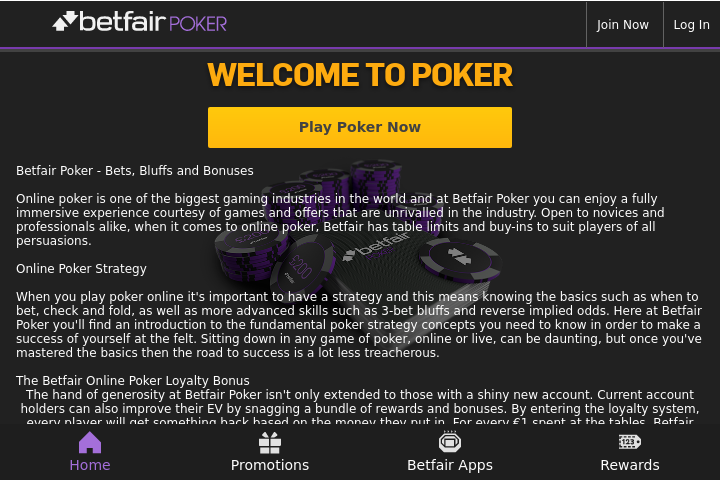 betfair POKER
Join Now
Log In
WELCOME TO POKER
Play Poker Now
Betfair Poker - Bets, Bluffs and Bonuses
Online poker is one of the biggest gaming industries in the world and at Betfair Poker you can enjoy a fully
immersive experience courtesy of games and offers that are unrivalled in the industry. Open to novices and
professionals alike, when it comes to online poker, Betfair has table limits and buy-ins to suit players of all
persuasions.
Online Poker Strategy
When you play poker online it's important to have a strategy and this means knowing the basics such as when to
bet, check and fold, as well as more advanced skills such as 3-bet bluffs and reverse implied odds. Here at Betfair
Poker you'll find an introduction to the fundamental poker strategy concepts you need to know in order to make a
success of yourself at the felt. Sitting down in any game of poker, online or live, can be daunting, but once you've
mastered the basics then the road to success is a lot less treacherous.
The Betfair Online Poker Loyalty Bonus
The hand of generosity at Betfair Poker isn't only extended to those with a shiny new account. Current account
holders can also improve their EV by snagging a bundle of rewards and bonuses. By entering the loyalty system,
every player will get something back based on the money they put in. For every €1 spent at the tables, Betfair
betfair
£200
Home
Promotions
Betfair Apps
Rewards